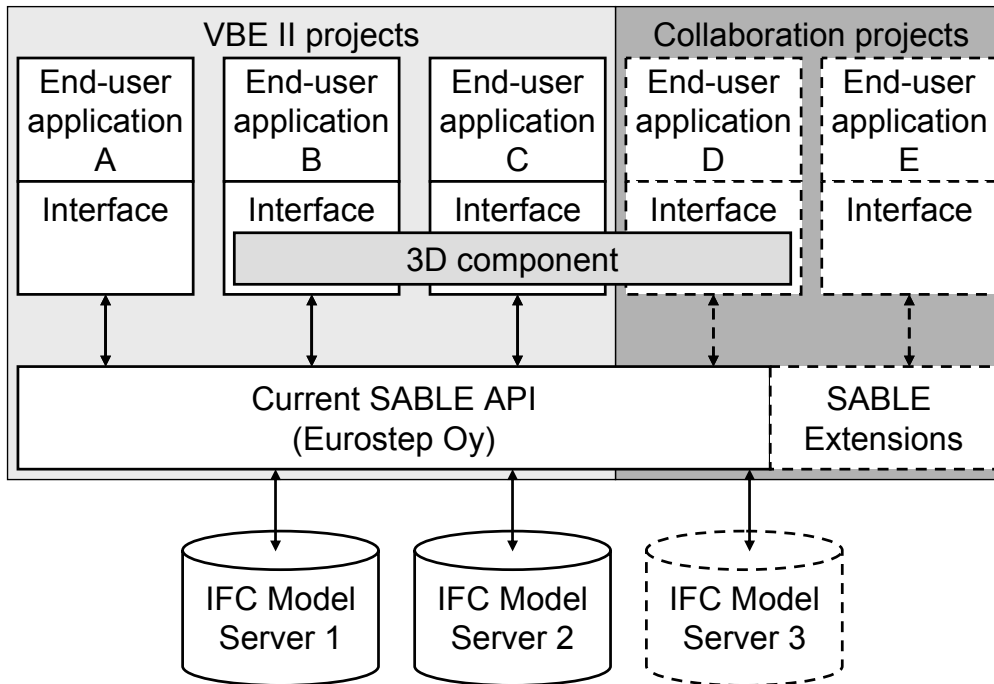 VBE II projects
Collaboration projects
End-user
application
A
End-user
application
B
End-user
application
C
End-user
application
D
End-user
application
E
Interface
Interface
Interface
Interface
Interface
3D component
Current SABLE API
(Eurostep Oy)
SABLE
Extensions
IFC Model
Server 1
IFC Model
Server 2
IFC Model
Server 3